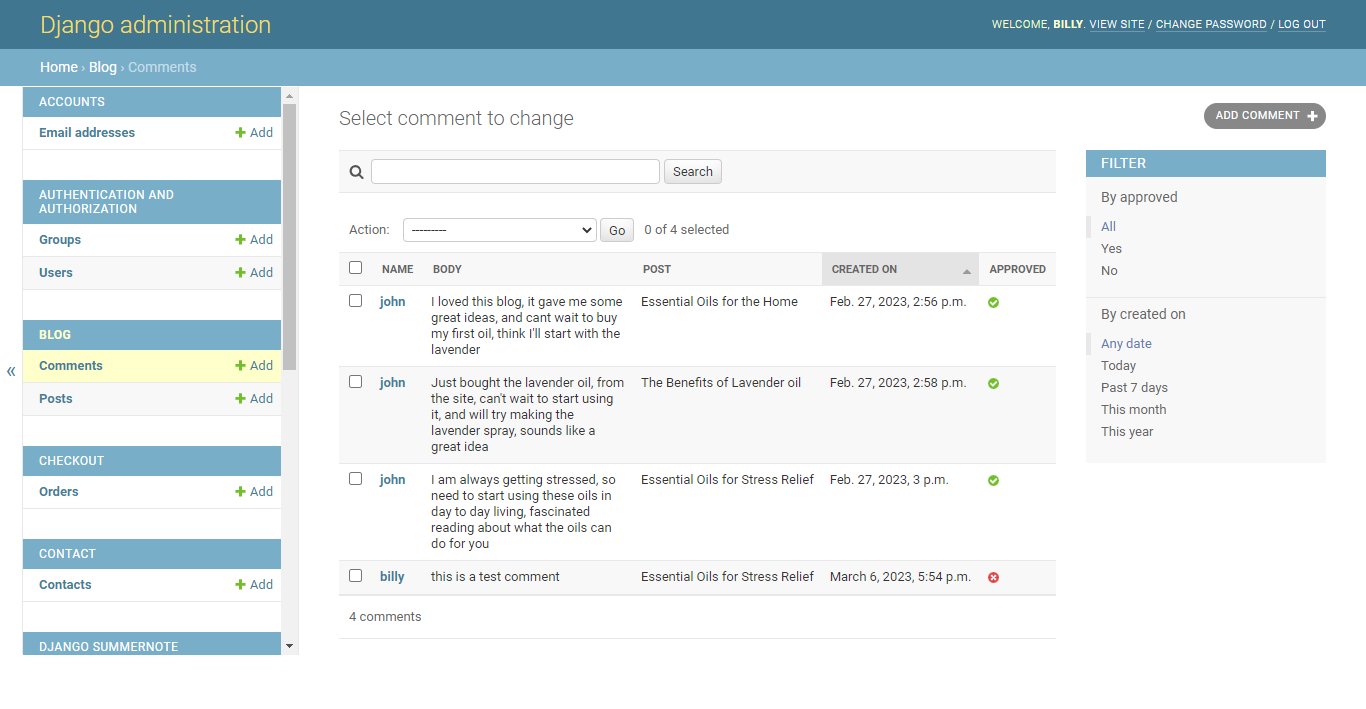 Django administration
WELCOME, BILLY. VIEW SITE / CHANGE PASSWORD / LOG OUT
Home › Blog › Comments
«
ACCOUNTS
Email addresses Add
AUTHENTICATION AND
AUTHORIZATION
Groups Add
Users Add
BLOG
Comments Add
Posts Add
CHECKOUT
Orders Add
CONTACT
Contacts Add
DJANGO SUMMERNOTE
Select comment to change
ADD COMMENT
Search
Action: --------- Go 0 of 4 selected
NAME BODY POST CREATED ON APPROVED
john I loved this blog, it gave me some Essential Oils for the Home Feb. 27, 2023, 2:56 p.m.
great ideas, and cant wait to buy
my first oil, think I'll start with the
lavender
john Just bought the lavender oil, from The Benefits of Lavender oil Feb. 27, 2023, 2:58 p.m.
the site, can't wait to start using
it, and will try making the
lavender spray, sounds like a
great idea
john I am always getting stressed, so Essential Oils for Stress Relief Feb. 27, 2023, 3 p.m.
need to start using these oils in
day to day living, fascinated
reading about what the oils can
do for you
billy this is a test comment Essential Oils for Stress Relief March 6, 2023, 5:54 p.m.
4 comments
FILTER
By approved
All
Yes
No
By created on
Any date
Today
Past 7 days
This month
This year